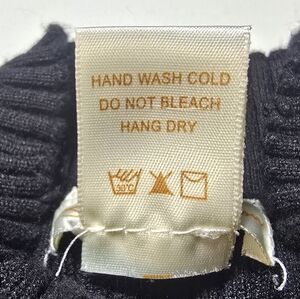 HAND WASH COLD
DO NOT BLEACH
HANG DRY
30°C